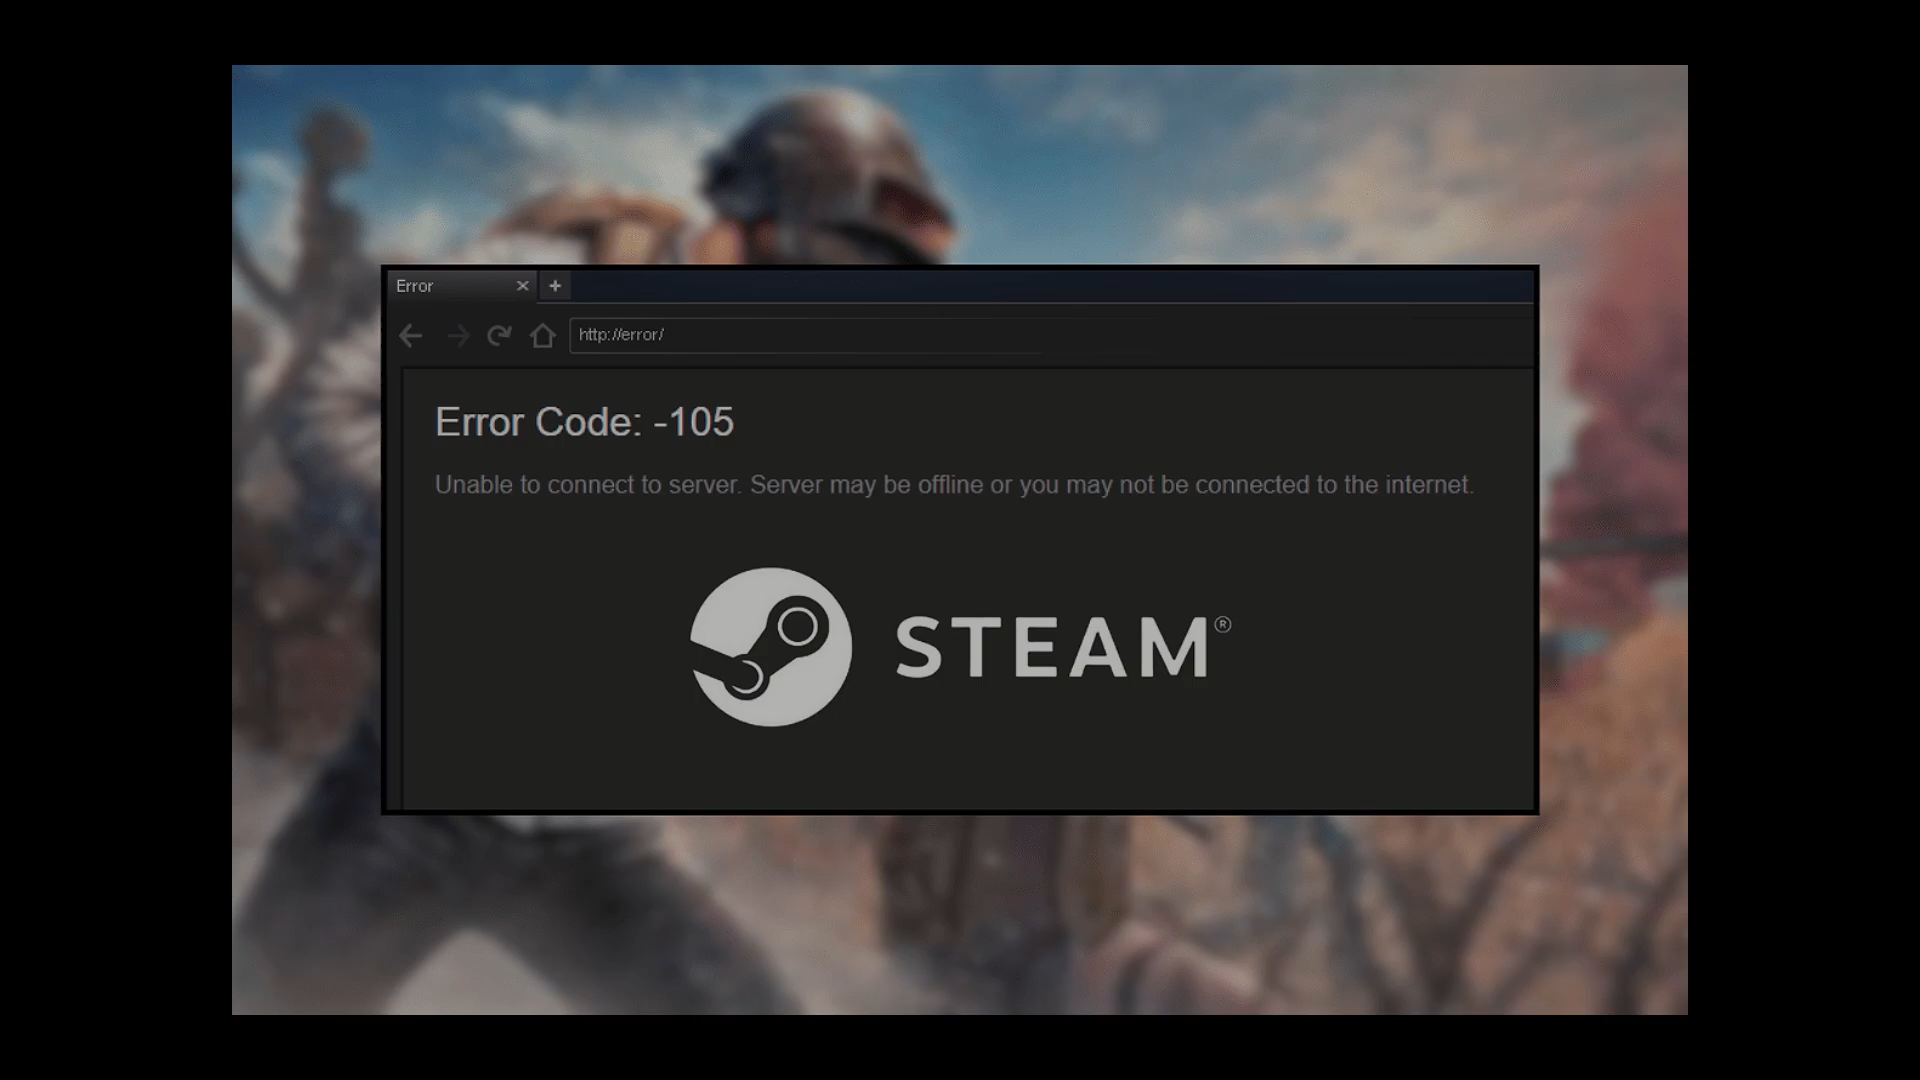 Error
http://error/
Error Code: -105
Unable to connect to server. Server may be offline or you may not be connected to the internet.
STEAM®